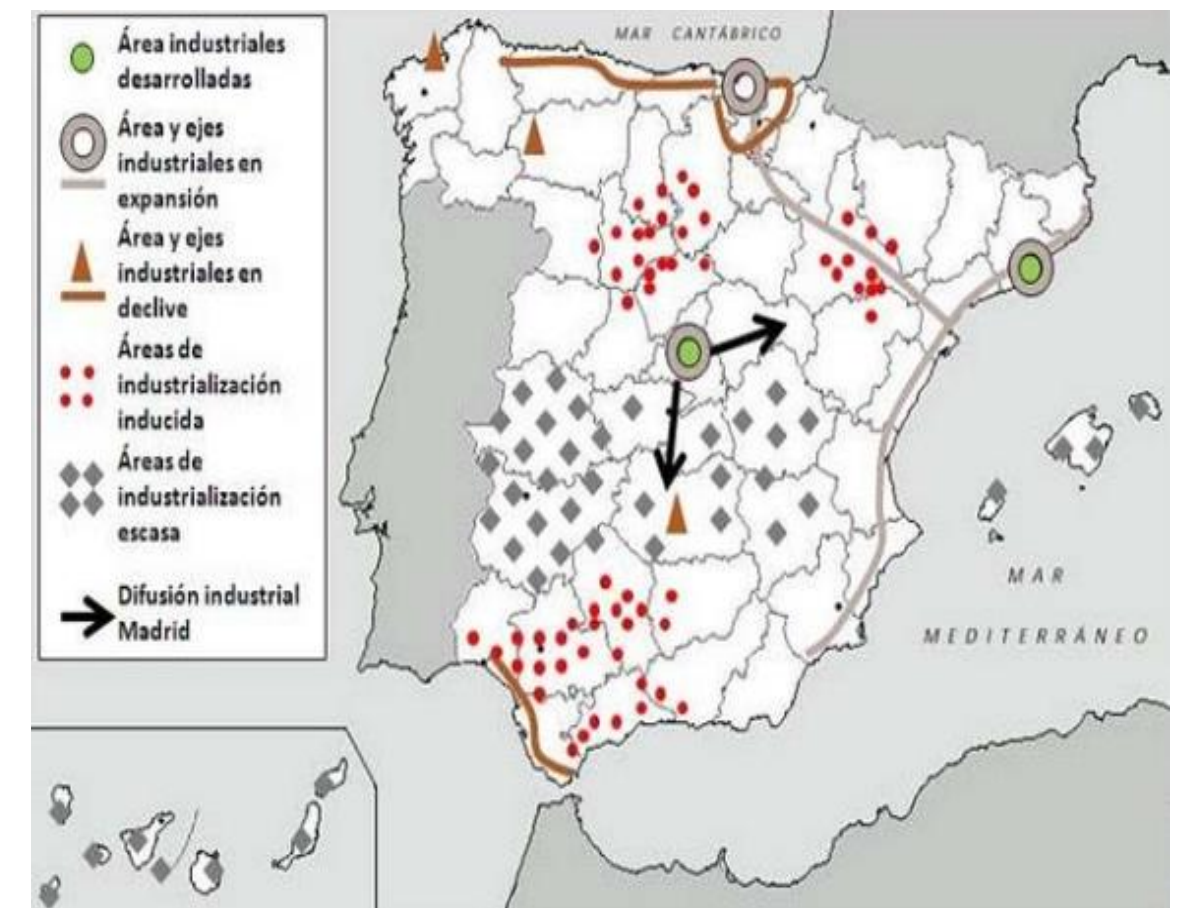 Área industriales
desarrolladas
Área y ejes
industriales en
expansión
Área y ejes
industriales en
declive
Áreas de
industrialización
inducida
Áreas de
industrialización
escasa
Difusión industrial
Madrid
MAR CANTÁBRICO
MAR
MEDITERRÁNEO